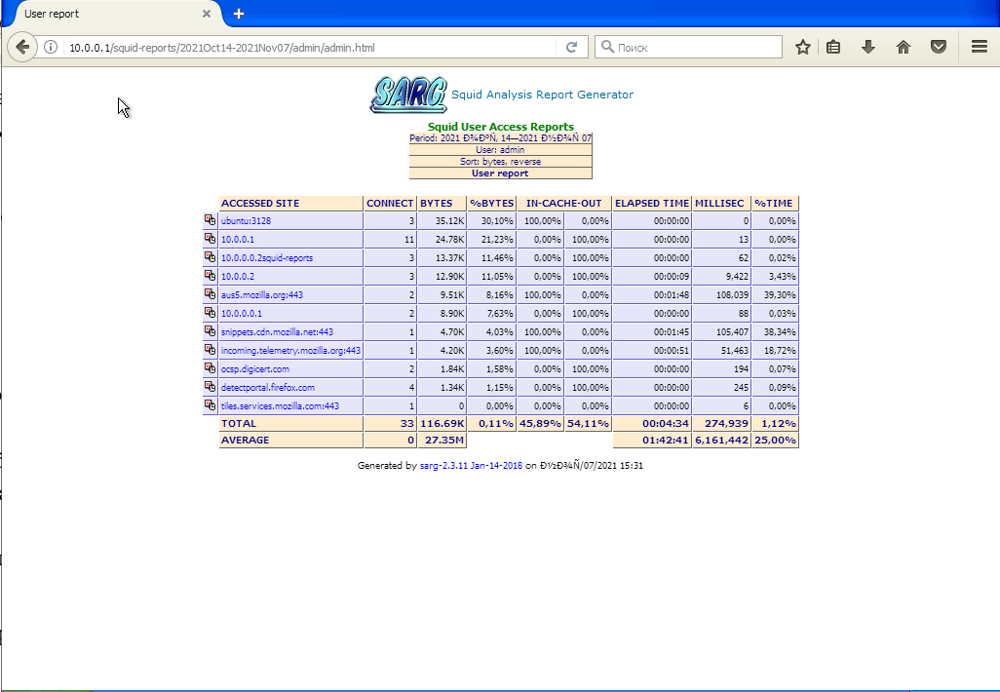 User report
10.0.0.1/squid-reports/2021Oct14-2021Nov07/admin/admin.html
Поиск
SARG Squid Analysis Report Generator
Squid User Access Reports
Period: 2021 Ð¾ÐºÑ, 14—2021 Ð½Ð¾Ñ 07
User: admin
Sort: bytes, reverse
User report
ACCESSED SITE CONNECT BYTES %BYTES IN-CACHE-OUT ELAPSED TIME MILLISEC %TIME
ubuntu:3128 3 35.12K 30,10% 100,00% 0,00% 00:00:00 0 0,00%
10.0.0.1 11 24.78K 21,23% 0,00% 100,00% 00:00:00 13 0,00%
10.0.0.0.2squid-reports 3 13.37K 11,46% 0,00% 100,00% 00:00:00 62 0,02%
10.0.0.2 3 12.90K 11,05% 0,00% 100,00% 00:00:09 9,422 3,43%
aus5.mozilla.org:443 2 9.51K 8,16% 100,00% 0,00% 00:01:48 108,039 39,30%
10.0.0.0.1 2 8.90K 7,63% 0,00% 100,00% 00:00:00 88 0,03%
snippets.cdn.mozilla.net:443 1 4.70K 4,03% 100,00% 0,00% 00:01:45 105,407 38,34%
incoming.telemetry.mozilla.org:443 1 4.20K 3,60% 100,00% 0,00% 00:00:51 51,463 18,72%
ocsp.digicert.com 2 1.84K 1,58% 0,00% 100,00% 00:00:00 194 0,07%
detectportal.firefox.com 4 1.34K 1,15% 0,00% 100,00% 00:00:00 245 0,09%
tiles.services.mozilla.com:443 1 0 0,00% 0,00% 0,00% 00:00:00 6 0,00%
TOTAL 33 116.69K 0,11% 45,89% 54,11% 00:04:34 274,939 1,12%
AVERAGE 0 27.35M 01:42:41 6,161,442 25,00%
Generated by sarg-2.3.11 Jan-14-2018 on Ð½Ð¾Ñ/07/2021 15:31